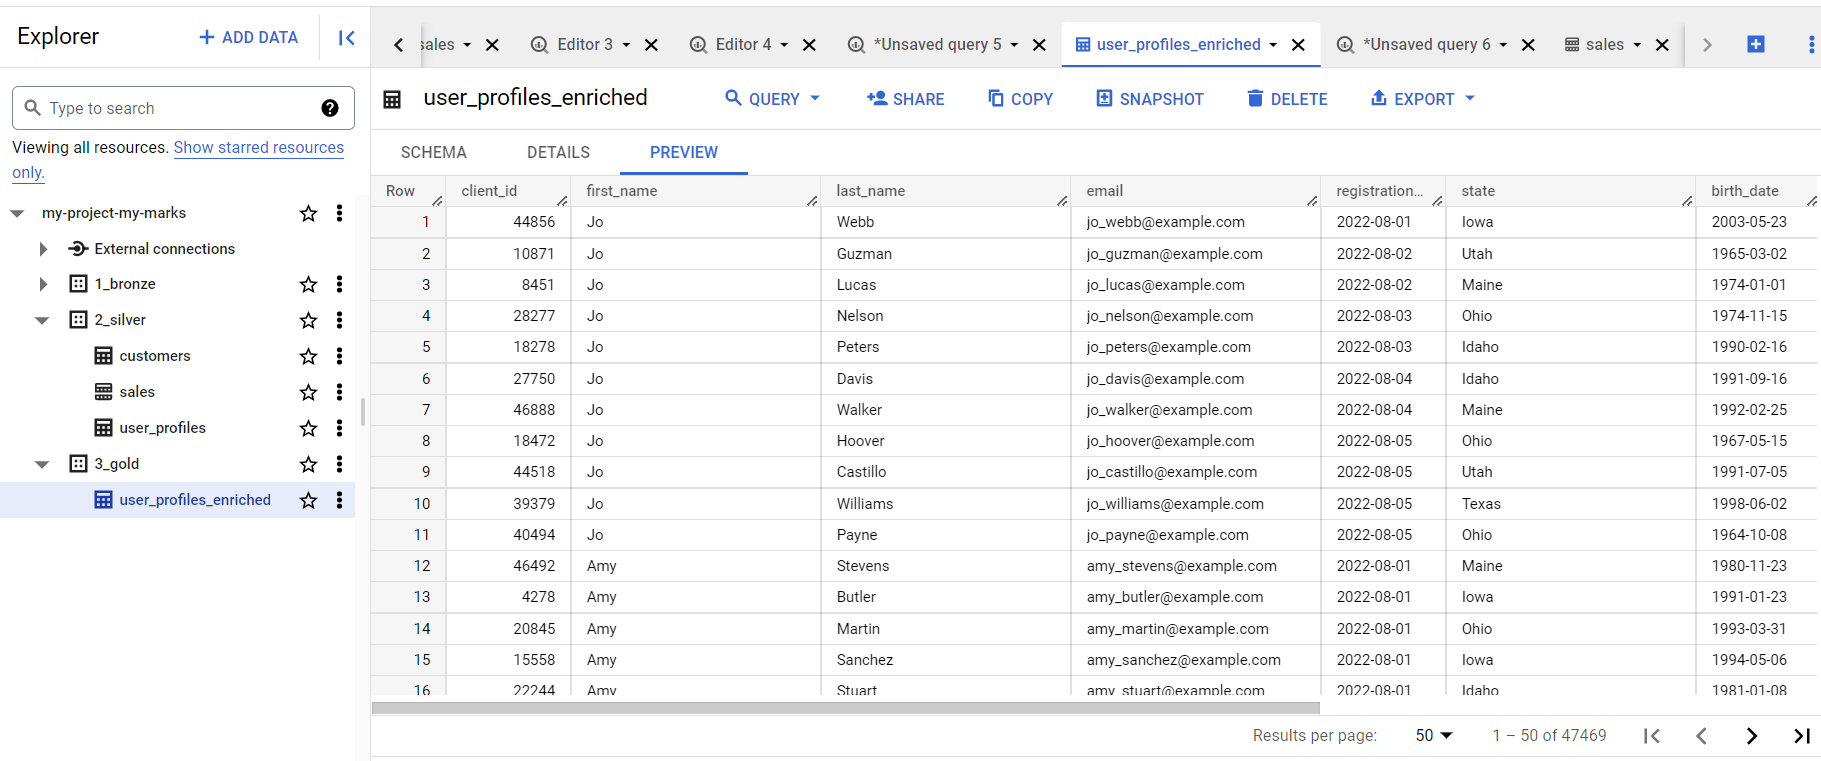 Explorer
+ ADD DATA
Type to search
Viewing all resources. Show starred resources
only.
my-project-my-marks
External connections
1_bronze
2_silver
customers
sales
user_profiles
3_gold
user_profiles_enriched
sales Editor 3 Editor 4 *Unsaved query 5 user_profiles_enriched *Unsaved query 6 sales
user_profiles_enriched QUERY SHARE COPY SNAPSHOT DELETE EXPORT
SCHEMA DETAILS PREVIEW
Row client_id first_name last_name email registration... state birth_date
1 44856 Jo Webb jo_webb@example.com 2022-08-01 Iowa 2003-05-23
2 10871 Jo Guzman jo_guzman@example.com 2022-08-02 Utah 1965-03-02
3 8451 Jo Lucas jo_lucas@example.com 2022-08-02 Maine 1974-01-01
4 28277 Jo Nelson jo_nelson@example.com 2022-08-03 Ohio 1974-11-15
5 18278 Jo Peters jo_peters@example.com 2022-08-03 Idaho 1990-02-16
6 27750 Jo Davis jo_davis@example.com 2022-08-04 Idaho 1991-09-16
7 46888 Jo Walker jo_walker@example.com 2022-08-04 Maine 1992-02-25
8 18472 Jo Hoover jo_hoover@example.com 2022-08-05 Ohio 1967-05-15
9 44518 Jo Castillo jo_castillo@example.com 2022-08-05 Utah 1991-07-05
10 39379 Jo Williams jo_williams@example.com 2022-08-05 Texas 1998-06-02
11 40494 Jo Payne jo_payne@example.com 2022-08-05 Ohio 1964-10-08
12 46492 Amy Stevens amy_stevens@example.com 2022-08-01 Maine 1980-11-23
13 4278 Amy Butler amy_butler@example.com 2022-08-01 Iowa 1991-01-23
14 20845 Amy Martin amy_martin@example.com 2022-08-01 Ohio 1993-03-31
15 15558 Amy Sanchez amy_sanchez@example.com 2022-08-01 Iowa 1994-05-06
16 22244 Amy Stuart amy_stuart@example.com 2022-08-01 Idaho 1981-01-08
Results per page: 50 1 – 50 of 47469